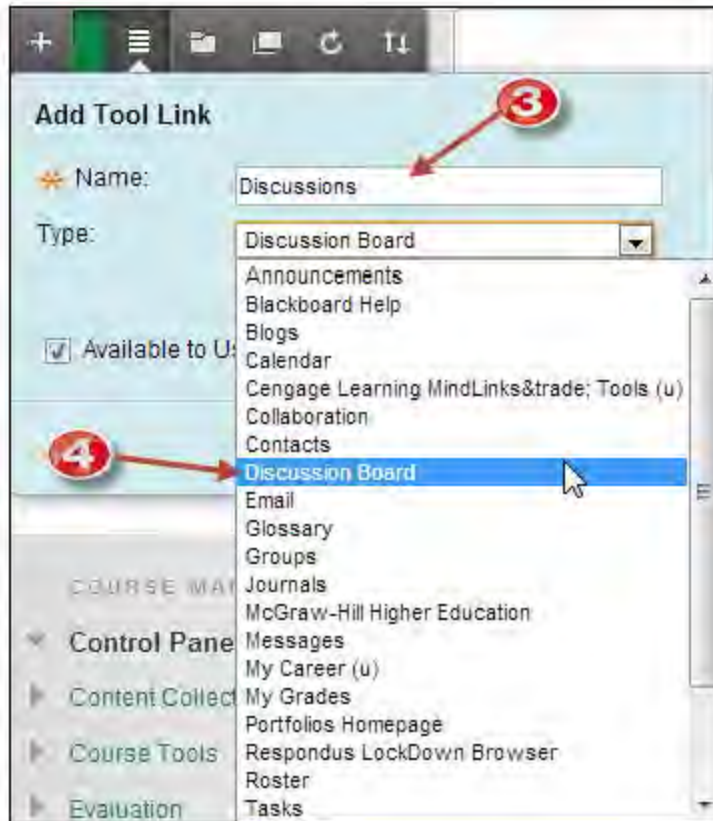 Add Tool Link
3
Name:
Discussions
Type:
Discussion Board
Announcements
Blackboard Help
Blogs
Available to Us
Calendar
Cengage Learning MindLinks&trade; Tools (u)
Collaboration
Contacts
4
Discussion Board
Email
Glossary
Groups
COURSE MA
Journals
McGraw-Hill Higher Education
Control Pane
Messages
My Career (u)
Content Collect
My Grades
Portfolios Homepage
Course Tools
Respondus LockDown Browser
Roster
Evaluation
Tasks